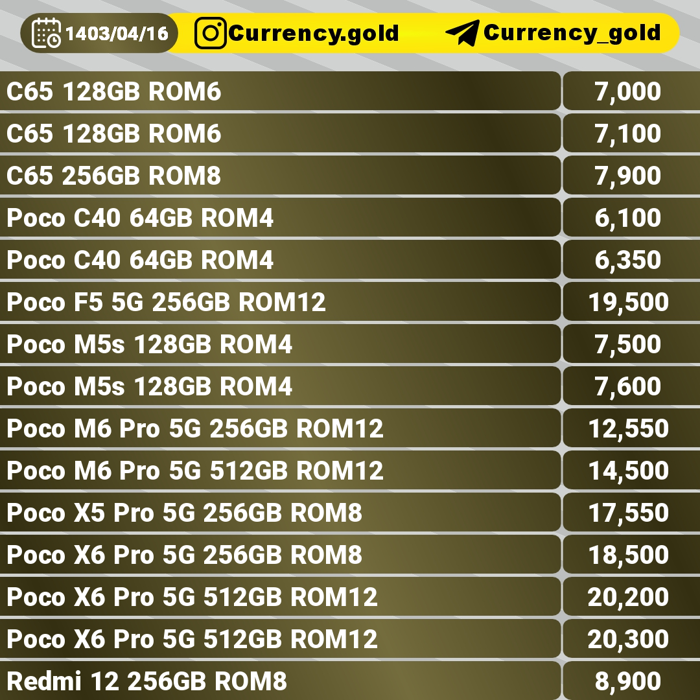 1403/04/16 Currency.gold Currency_gold
C65 128GB ROM6 7,000
C65 128GB ROM6 7,100
C65 256GB ROM8 7,900
Poco C40 64GB ROM4 6,100
Poco C40 64GB ROM4 6,350
Poco F5 5G 256GB ROM12 19,500
Poco M5s 128GB ROM4 7,500
Poco M5s 128GB ROM4 7,600
Poco M6 Pro 5G 256GB ROM12 12,550
Poco M6 Pro 5G 512GB ROM12 14,500
Poco X5 Pro 5G 256GB ROM8 17,550
Poco X6 Pro 5G 256GB ROM8 18,500
Poco X6 Pro 5G 512GB ROM12 20,200
Poco X6 Pro 5G 512GB ROM12 20,300
Redmi 12 256GB ROM8 8,900